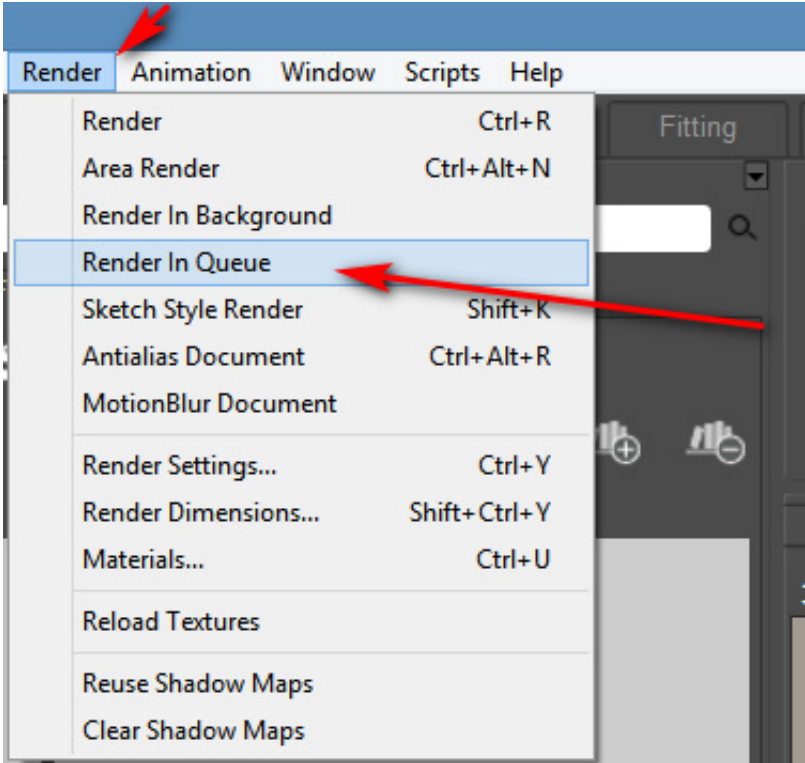 Render Animation Window Scripts Help
Render Ctrl+R
Fitting
Area Render Ctrl+Alt+N
Render In Background
Render In Queue
Sketch Style Render Shift+K
Antialias Document Ctrl+Alt+R
MotionBlur Document
Render Settings... Ctrl+Y
Render Dimensions... Shift+Ctrl+Y
Materials... Ctrl+U
Reload Textures
Reuse Shadow Maps
Clear Shadow Maps